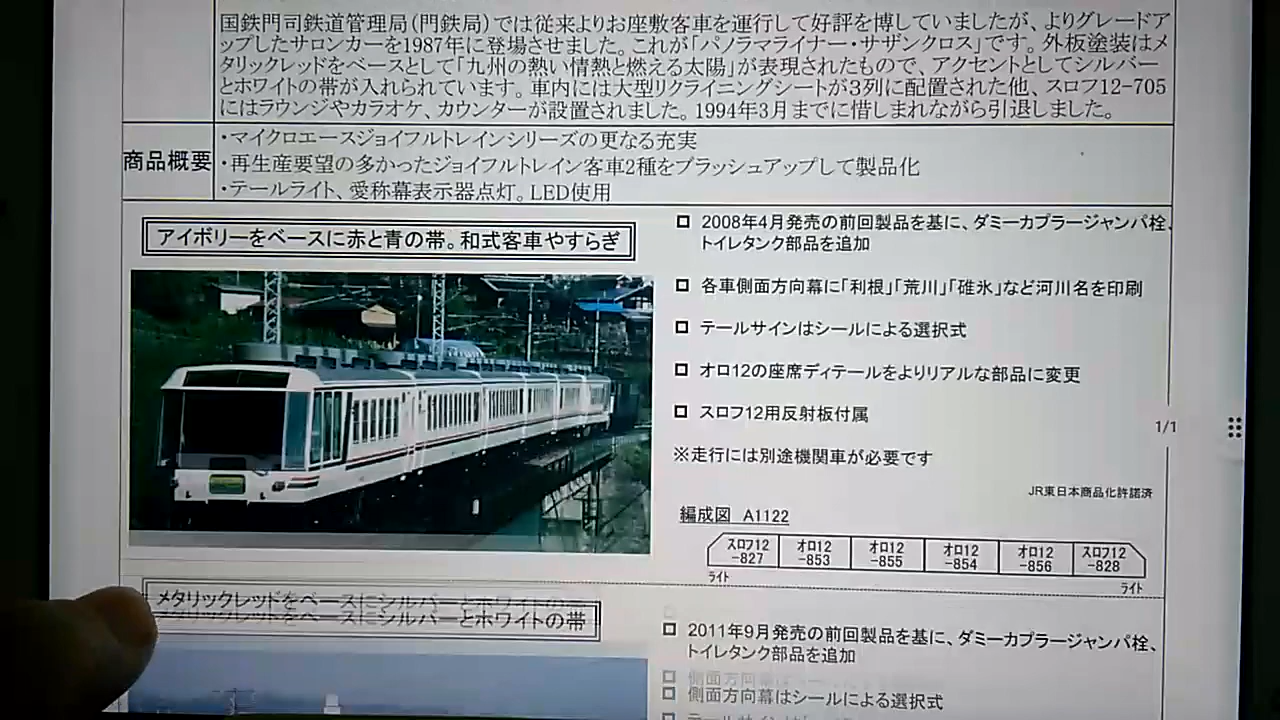 国鉄門司鉄道管理局(門鉄局)では従来よりお座敷客車を運行して好評を博していましたが、よりグレードア
ップしたサロンカーを1987年に登場させました。これが「パノラマライナー・サザンクロス」です。外板塗装はメ
タリックレッドをベースとして「九州の熱い情熱と燃える太陽」が表現されたもので、アクセントとしてシルバー
とホワイトの帯が入れられています。車内には大型リクライニングシートが3列に配置された他、スロフ12-705
にはラウンジやカラオケ、カウンターが設置されました。1994年3月までに惜しまれながら引退しました。
商品概要
・マイクロエースジョイフルトレインシリーズの更なる充実
・再生産要望の多かったジョイフルトレイン客車2種をブラッシュアップして製品化
・テールライト、愛称幕表示器点灯。LED使用
アイボリーをベースに赤と青の帯。和式客車やすらぎ
□ 2008年4月発売の前回製品を基に、ダミーカプラージャンパ栓、
トイレタンク部品を追加
□ 各車側面方向幕に「利根」「荒川」「碓氷」など河川名を印刷
□ テールサインはシールによる選択式
□ オロ12の座席ディテールをよりリアルな部品に変更
□ スロフ12用反射板付属
※走行には別途機関車が必要です
1/1
JR東日本商品化許諾済
編成図 A1122
スロフ12
-827
オロ12
-853
オロ12
-855
オロ12
-854
オロ12
-856
スロフ12
-828
ライト
ライト
メタリックレッドをベースにシルバーとホワイトの帯
□ 2011年9月発売の前回製品を基に、ダミーカプラージャンパ栓、
トイレタンク部品を追加
□ 側面方向幕はシールによる選択式